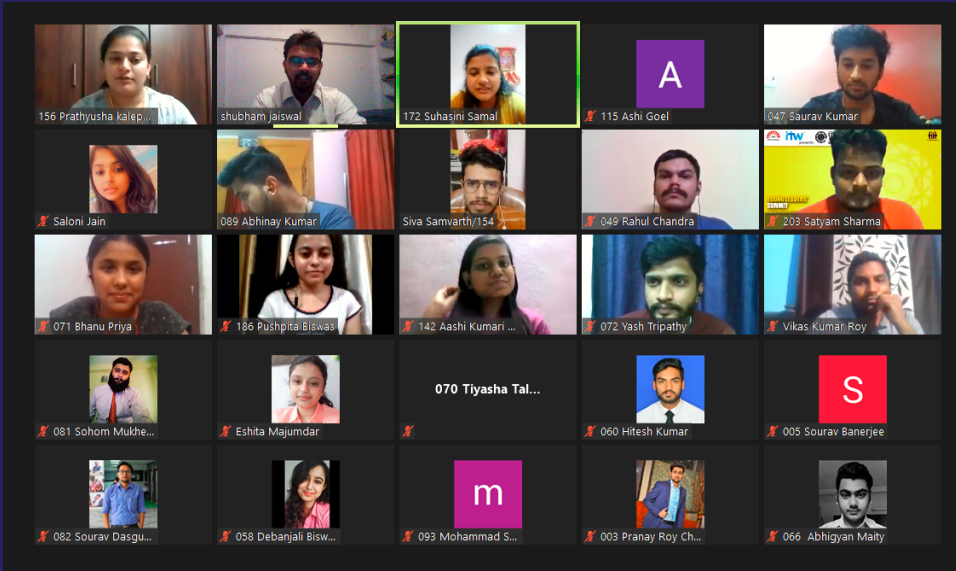 156 Prathyusha kalep...
shubham jaiswal
172 Suhasini Samal
A
115 Ashi Goel
047 Saurav Kumar
Saloni Jain
089 Abhinay Kumar
Siva Samvarth/154
049 Rahul Chandra
itw
SUMMIT
203 Satyam Sharma
071 Bhanu Priya
186 Pushpita Biswas
142 Aashi Kumari ...
072 Yash Tripathy
Vikas Kumar Roy
081 Sohom Mukhe...
Eshita Majumdar
070 Tiyasha Tal...
060 Hitesh Kumar
S
005 Sourav Banerjee
082 Sourav Dasgu...
058 Debanjali Bisw...
m
093 Mohammad S...
003 Pranay Roy Ch...
066 Abhigyan Maity